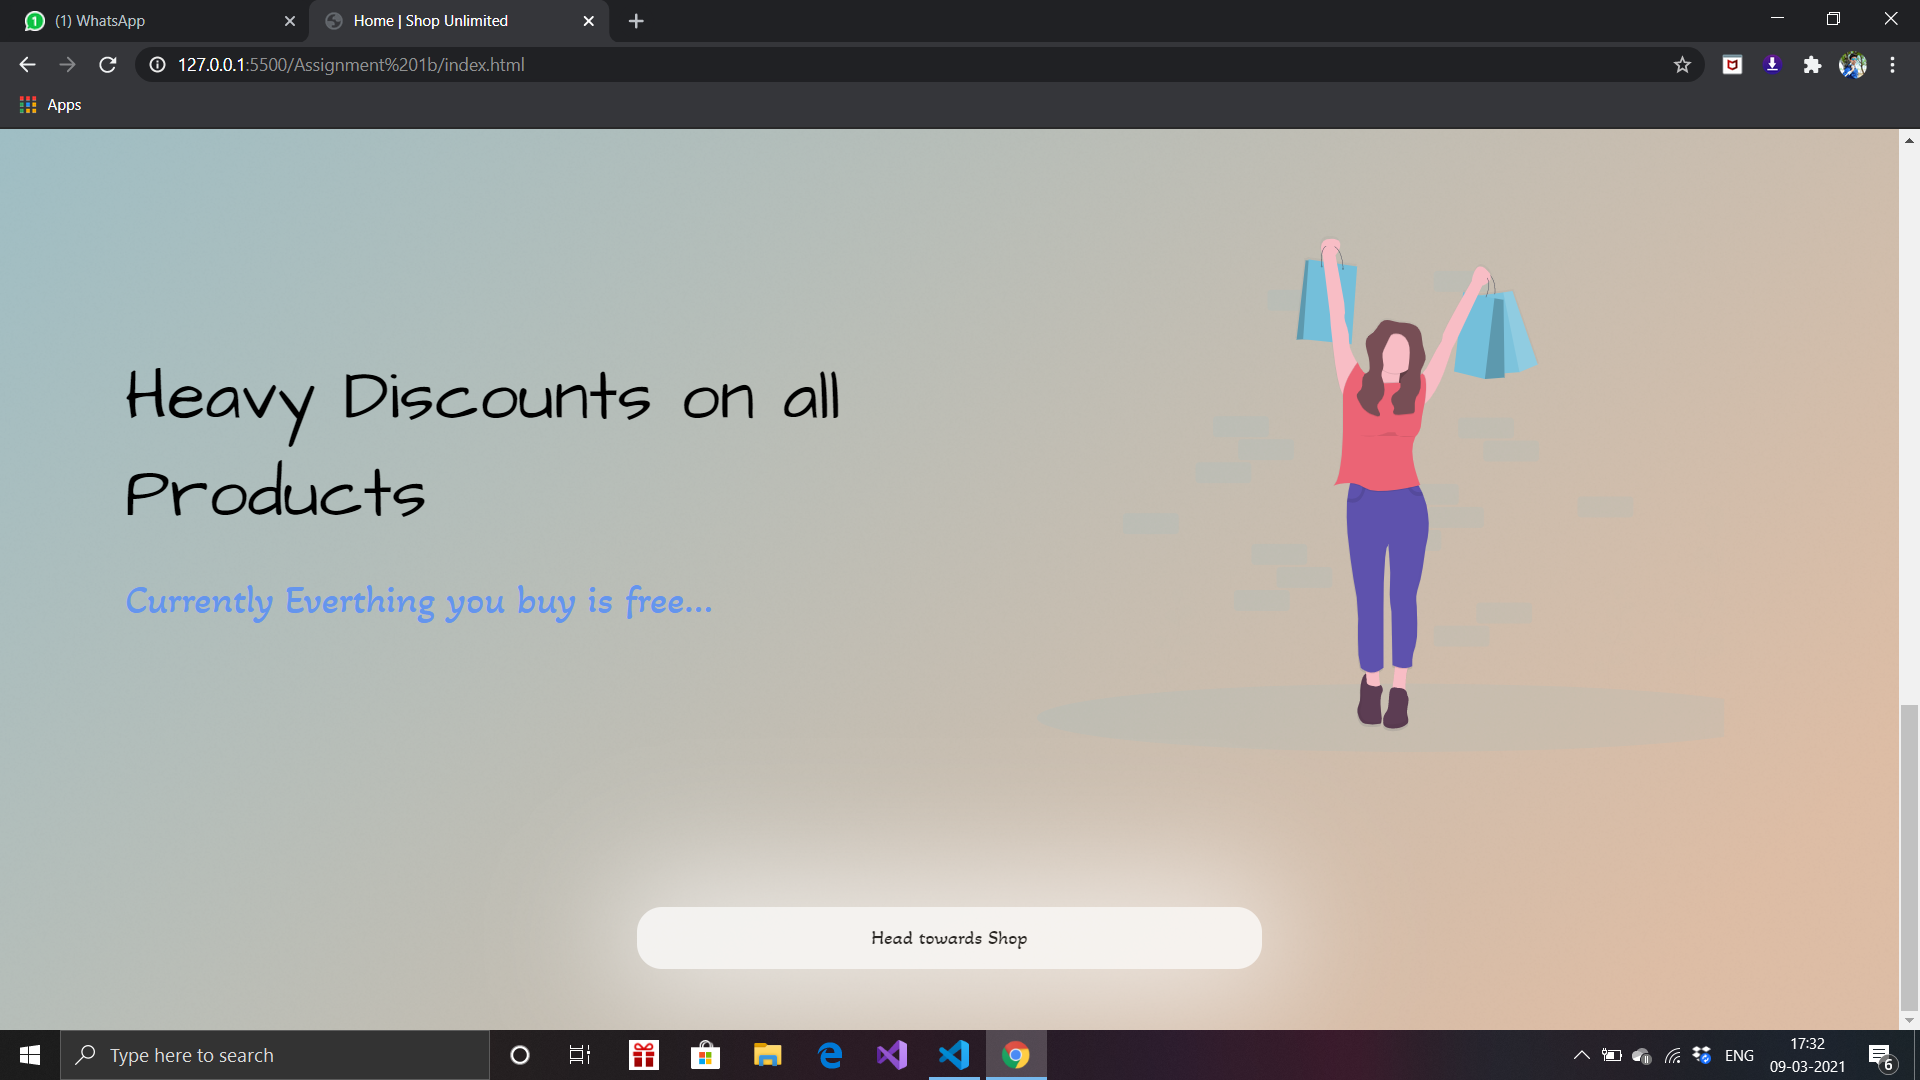 (1) WhatsApp
Home | Shop Unlimited
127.0.0.1:5500/Assignment%201b/index.html
Apps
Heavy Discounts on all
Products
Currently Everthing you buy is free...
Head towards Shop
Type here to search
ENG
17:32
09-03-2021
6